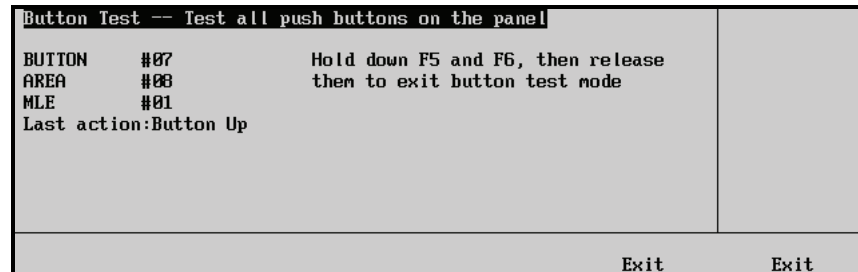 Button Test -- Test all push buttons on the panel
BUTTON #07 Hold down F5 and F6, then release
AREA #08 them to exit button test mode
MLE #01
Last action:Button Up
Exit Exit